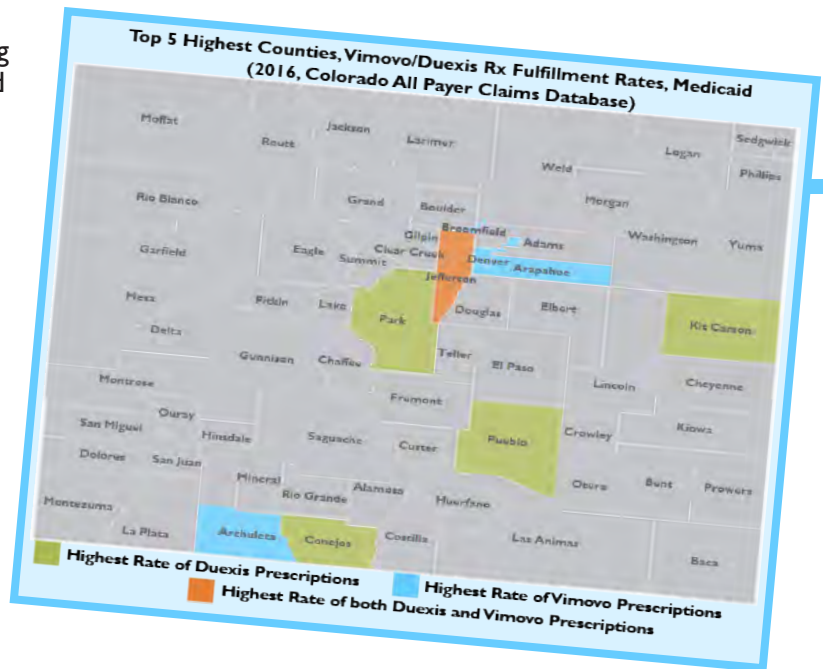 g
d
Top 5 Highest Counties, Vimovo/Duexis Rx Fulfillment Rates, Medicaid
(2016, Colorado All Payer Claims Database)
Moffat
Routt
Jackson
Larimer
Weld
Logan
Sedgwick
Phillips
Morgan
Rio Blanco
Grand
Boulder
Broomfield
Gilpin
Adams
Washington
Yuma
Garfield
Eagle
Summit
Clear Creek
Denver
Arapahoe
Jefferson
Mesa
Pitkin
Lake
Park
Douglas
Elbert
Kit Carson
Delta
Gunnison
Chaffee
Teller
El Paso
Lincoln
Cheyenne
Montrose
Fremont
Ouray
San Miguel
Hinsdale
Saguache
Custer
Pueblo
Crowley
Kiowa
Dolores
San Juan
Mineral
Rio Grande
Alamosa
Huerfano
Otero
Bent
Prowers
Montezuma
La Plata
Archuleta
Conejos
Costilla
Las Animas
Baca
Highest Rate of Duexis Prescriptions
Highest Rate of Vimovo Prescriptions
Highest Rate of both Duexis and Vimovo Prescriptions